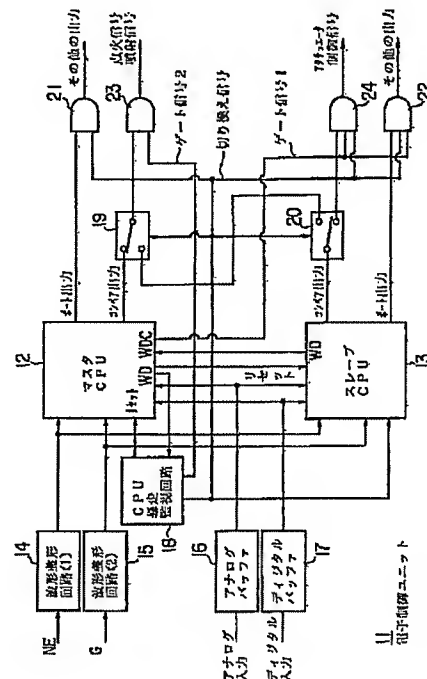 その他の出力
点火信号
噴射信号
アクチュエータ
制御信号
その他の出力
21
23
24
22
ゲート信号2
切り換え信号
ゲート信号1
19
20
ポート出力
コンペア出力
コンペア出力
ポート出力
12
マスタ
CPU
リセット
WD
WDC
リセット
WD
スレーブ
CPU
13
CPU
暴走
監視回路
18
14
波形整形
回路(1)
15
波形整形
回路(2)
16
アナログ
バッファ
17
ディジタル
バッファ
NE
G
アナログ
入力
ディジタル
入力
11
電子制御ユニット